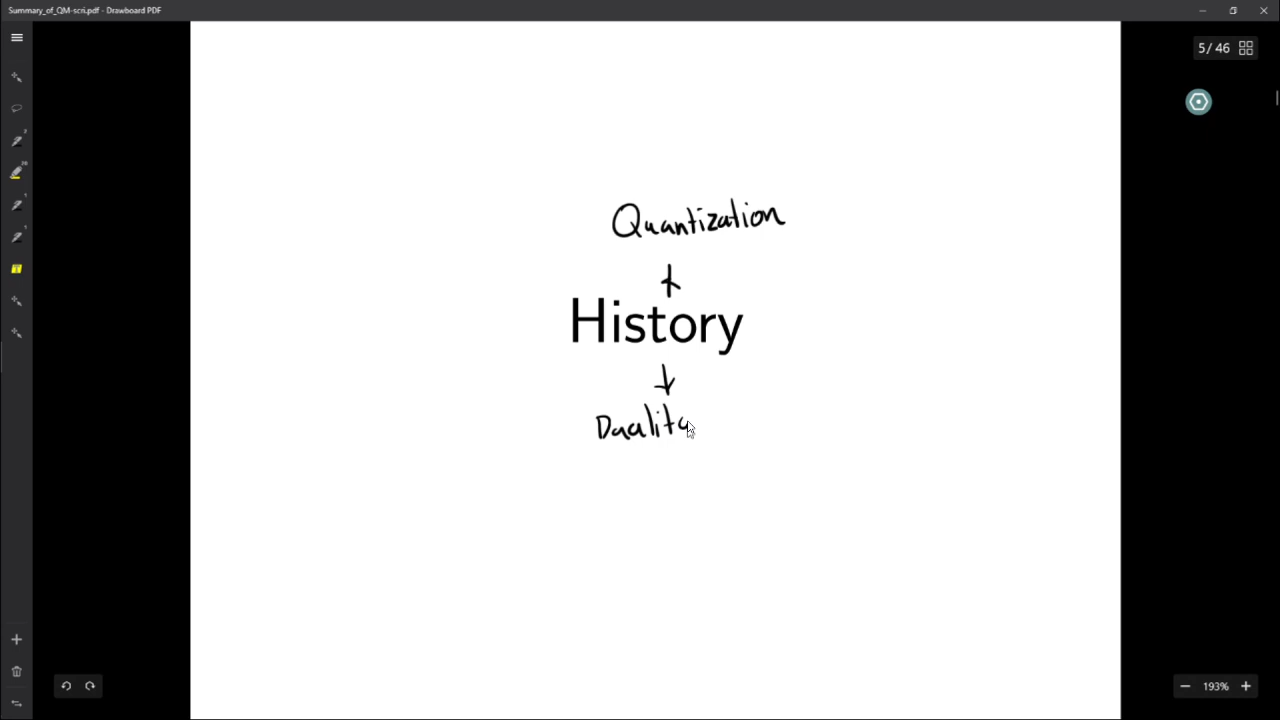 Summary_of_QM-scri.pdf - Drawboard PDF
5 / 46
Quantization
History
Duality
193%